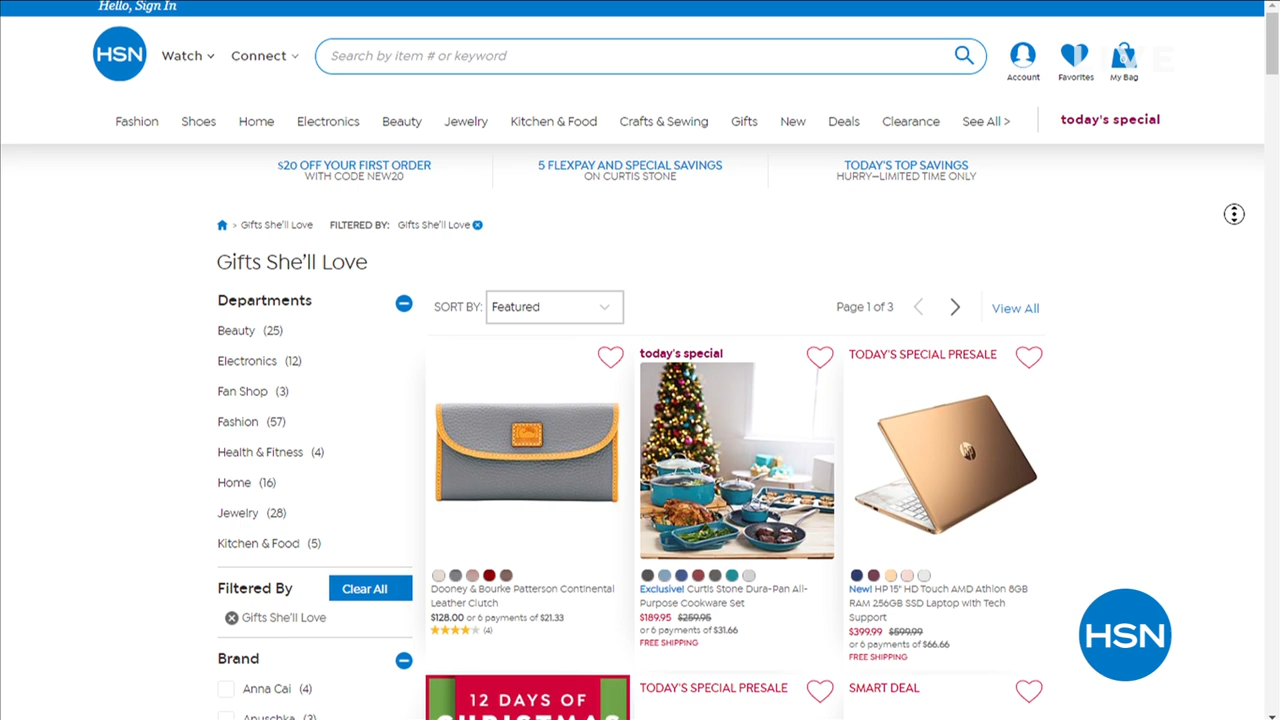 Hello, Sign In
HSN
Watch
Connect
Search by item # or keyword
Account
Favorites
My Bag
LIVE
Fashion
Shoes
Home
Electronics
Beauty
Jewelry
Kitchen & Food
Crafts & Sewing
Gifts
New
Deals
Clearance
See All >
today's special
$20 OFF YOUR FIRST ORDER
WITH CODE NEW20
5 FLEXPAY AND SPECIAL SAVINGS
ON CURTIS STONE
TODAY'S TOP SAVINGS
HURRY—LIMITED TIME ONLY
> Gifts She'll Love
FILTERED BY: Gifts She'll Love
Gifts She'll Love
Departments
Beauty (25)
Electronics (12)
Fan Shop (3)
Fashion (57)
Health & Fitness (4)
Home (16)
Jewelry (28)
Kitchen & Food (5)
Filtered By
Clear All
Gifts She'll Love
Brand
Anna Cai (4)
Anuschka (3)
SORT BY: Featured
Page 1 of 3
View All
Dooney & Bourke Patterson Continental
Leather Clutch
$128.00 or 6 payments of $21.33
(4)
today's special
Exclusive! Curtis Stone Dura-Pan All-
Purpose Cookware Set
$189.95 $259.95
or 6 payments of $31.66
FREE SHIPPING
TODAY'S SPECIAL PRESALE
hp
New! HP 15" HD Touch AMD Athlon 8GB
RAM 256GB SSD Laptop with Tech
Support
$399.99 $599.99
or 6 payments of $66.66
FREE SHIPPING
12 DAYS OF
CHRISTMAS
TODAY'S SPECIAL PRESALE
SMART DEAL
HSN